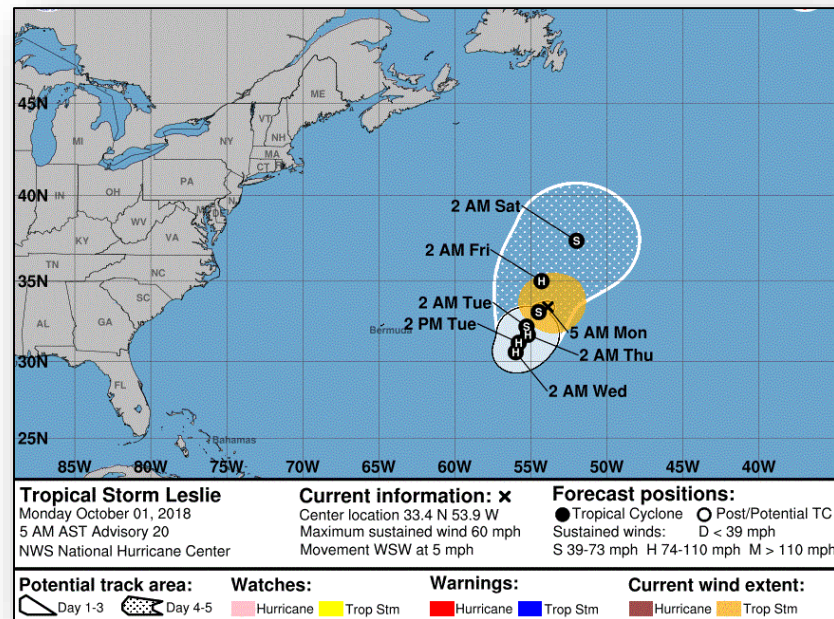 ME
45N
VT
NH
MI
NY
MA
CT
RI
40N
PA
IN
OH
2 AM Sat
WV
VA
KY
2 AM Fri
35N
TN
NC
SC
2 AM Tue
5 AM Mon
AL
GA
Bermuda
2 PM Tue
2 AM Thu
30N
2 AM Wed
FL
25N
Bahamas
85W 80W 75W 70W 65W 60W 55W 50W 45W 40W
S
H
S
S
H
H
H
Tropical Storm Leslie
Monday October 01, 2018
5 AM AST Advisory 20
NWS National Hurricane Center
Current information: ×
Center location 33.4 N 53.9 W
Maximum sustained wind 60 mph
Movement WSW at 5 mph
Forecast positions:
Tropical Cyclone Post/Potential TC
Sustained winds: D < 39 mph
S 39-73 mph H 74-110 mph M > 110 mph
Potential track area:
Day 1-3 Day 4-5
Watches:
Hurricane Trop Stm
Warnings:
Hurricane Trop Stm
Current wind extent:
Hurricane Trop Stm